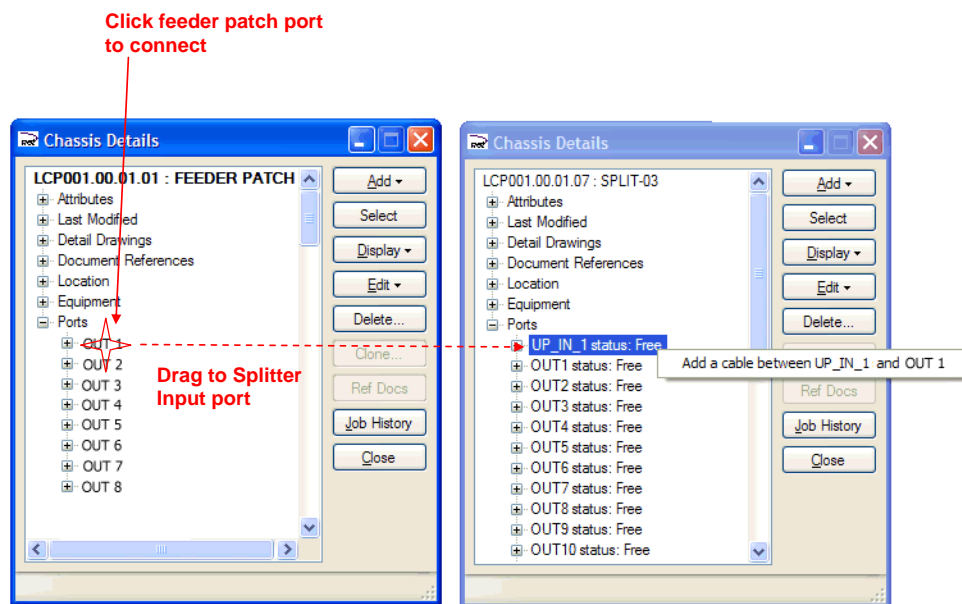 Click feeder patch port
to connect
Chassis Details
LCP001.00.01.01 : FEEDER PATCH
Attributes
Last Modified
Detail Drawings
Document References
Location
Equipment
Ports
OUT 1
OUT 2
OUT 3
OUT 4
OUT 5
OUT 6
OUT 7
OUT 8
Add
Select
Display
Edit
Delete...
Clone...
Ref Docs
Job History
Close
Drag to Splitter
Input port
Chassis Details
LCP001.00.01.07 : SPLIT-03
Attributes
Last Modified
Detail Drawings
Document References
Location
Equipment
Ports
UP_IN_1 status: Free
OUT1 status: Free
OUT2 status: Free
OUT3 status: Free
OUT4 status: Free
OUT5 status: Free
OUT6 status: Free
OUT7 status: Free
OUT8 status: Free
OUT9 status: Free
OUT10 status: Free
Add a cable between UP_IN_1 and OUT 1
Add
Select
Display
Edit
Delete...
Ref Docs
Job History
Close